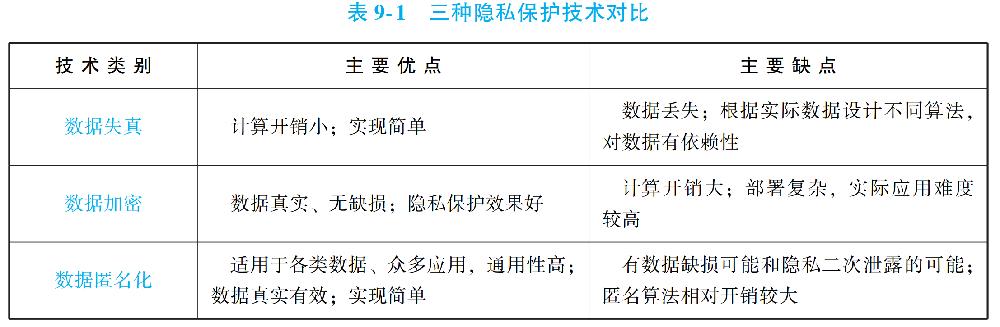 表 9-1 三种隐私保护技术对比
技术类别
主要优点
主要缺点
数据失真
计算开销小；实现简单
数据丢失；根据实际数据设计不同算法，
对数据有依赖性
数据加密
数据真实、无缺损；隐私保护效果好
计算开销大；部署复杂，实际应用难度
较高
数据匿名化
适用于各类数据、众多应用，通用性高；
数据真实有效；实现简单
有数据缺损可能和隐私二次泄露的可能；
匿名算法相对开销较大